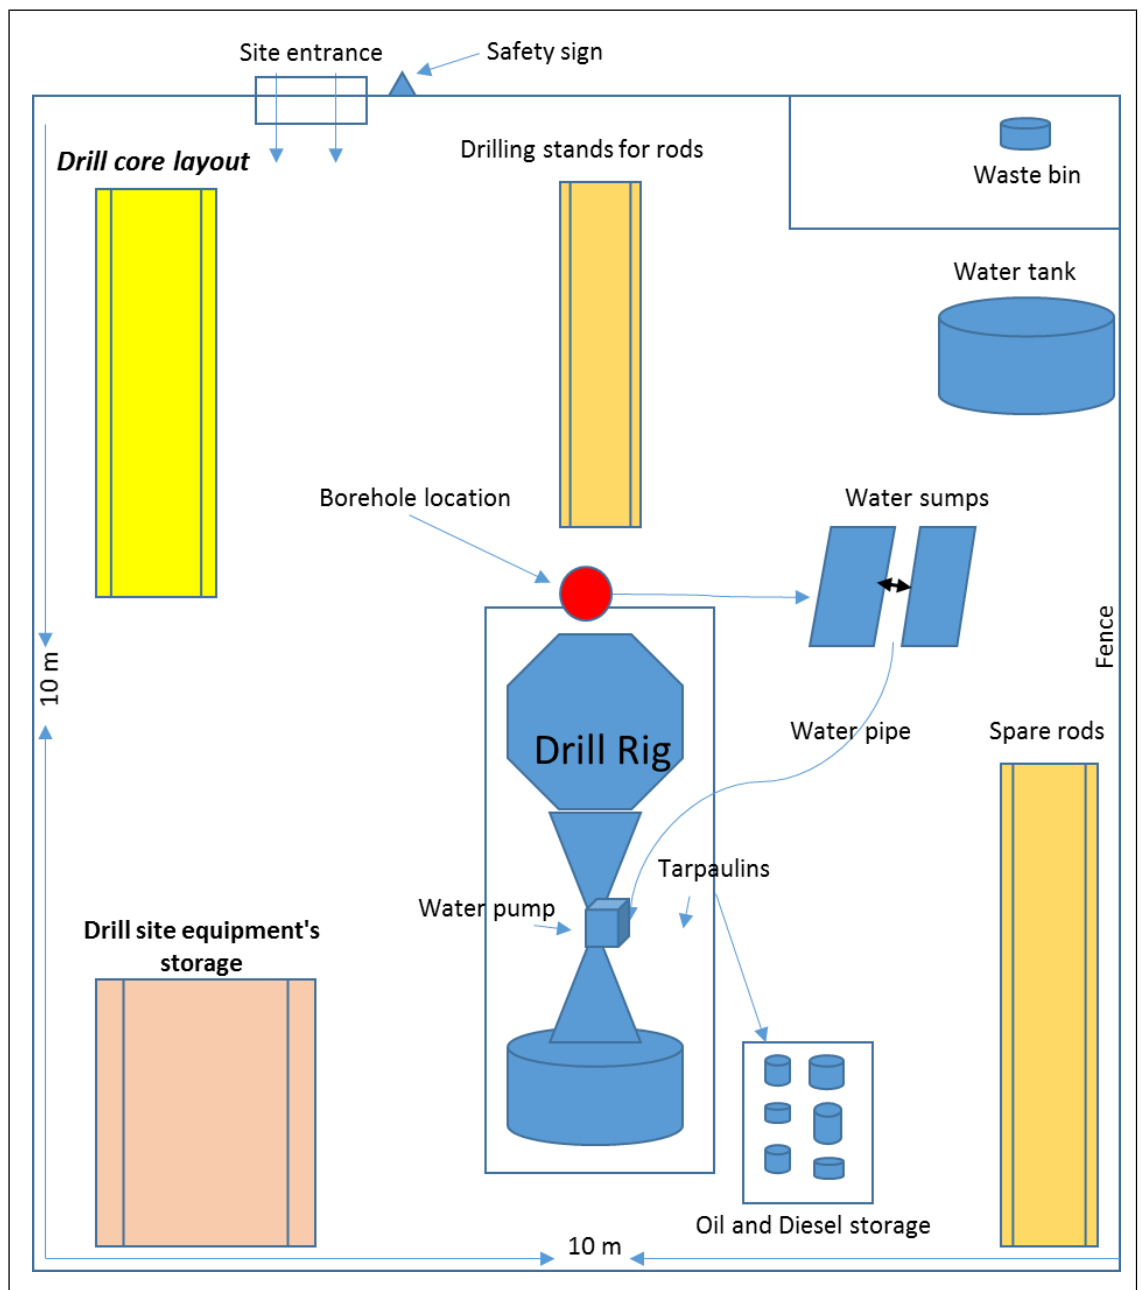 Site entrance
Safety sign
Drill core layout
Drilling stands for rods
Waste bin
Water tank
Borehole location
Water sumps
Fence
10 m
Drill Rig
Water pipe
Spare rods
Tarpaulins
Water pump
Drill site equipment's
storage
Oil and Diesel storage
10 m